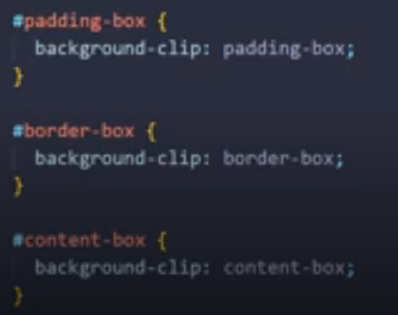 #padding-box {
background-clip: padding-box;
}
#border-box {
background-clip: border-box;
}
#content-box {
background-clip: content-box;
}